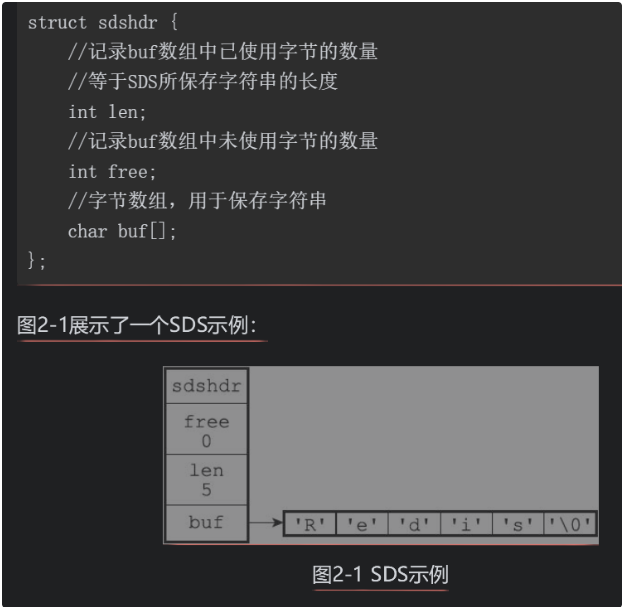 struct sdshdr {
//记录buf数组中已使用字节的数量
//等于SDS所保存字符串的长度
int len;
//记录buf数组中未使用字节的数量
int free;
//字节数组，用于保存字符串
char buf[];
};
图2-1展示了一个SDS示例：
sdshdr
free
0
len
5
buf
'R' 'e' 'd' 'i' 's' '\0'
图2-1 SDS示例